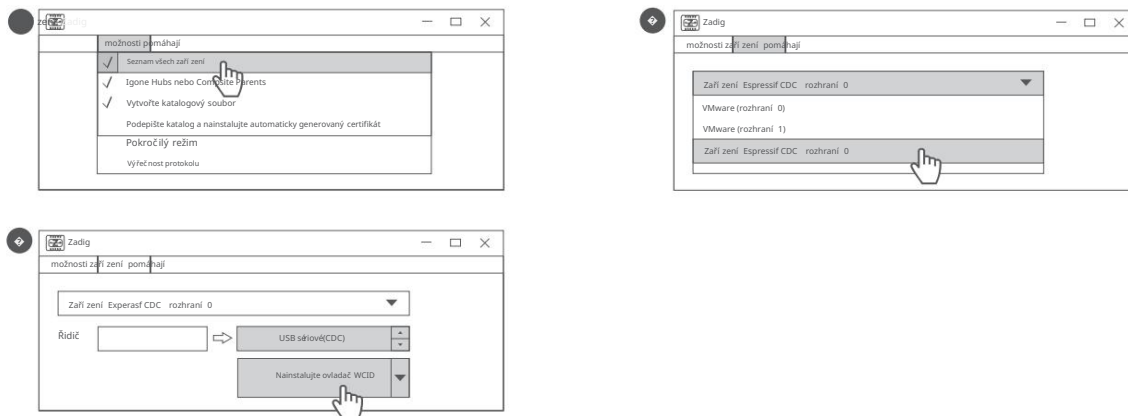 zení Zadig
možnosti pomáhají
Seznam všech zaří zení
Igone Hubs nebo Composite Parents
Vytvořte katalogový soubor
Podepište katalog a nainstalujte automaticky generovaný certifikát
Pokročilý režim
Výřečnost protokolu
Zadig
možnosti zaří zení pomáhají
Zaří zení Espressif CDC rozhraní 0
VMware (rozhraní 0)
VMware (rozhraní 1)
Zaří zení Espressif CDC rozhraní 0
Zadig
možnosti zaří zení pomáhají
Zaří zení Experasf CDC rozhraní 0
Řidič
USB sériové(CDC)
Nainstalujte ovladač WCID